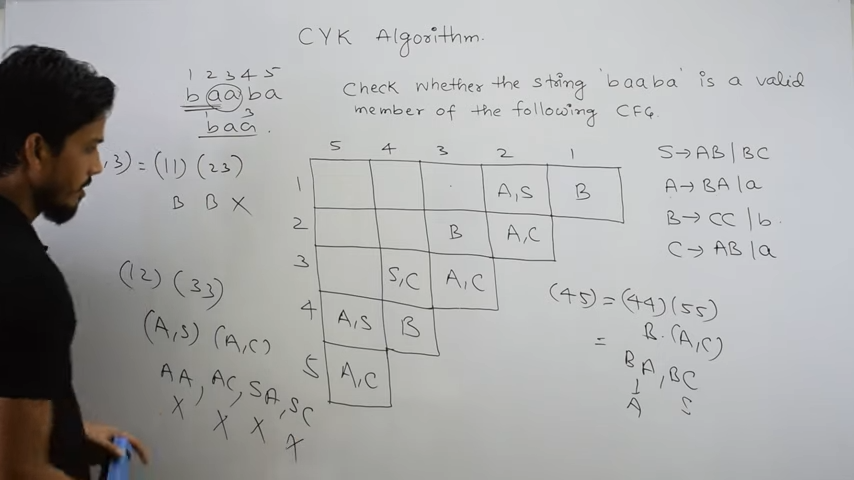 CYK Algorithm.
1 2 3 4 5
b a a b a
1 3
b a a .
Check whether the string 'baaba' is a valid
member of the following CFG.
,3) = (11) (23)
B B X
(12) (33)
(A,S) (A,C)
AA, AC, SA, SC
X X X X
5 4 3 2 1
1 A,S B
2 B A,C
3 S,C A,C
4 A,S B
5 A,C
S→AB|BC
A→BA|a
B→CC|b.
C→AB|a
(45)=(44)(55)
= B.(A,C)
BA, BC
A S